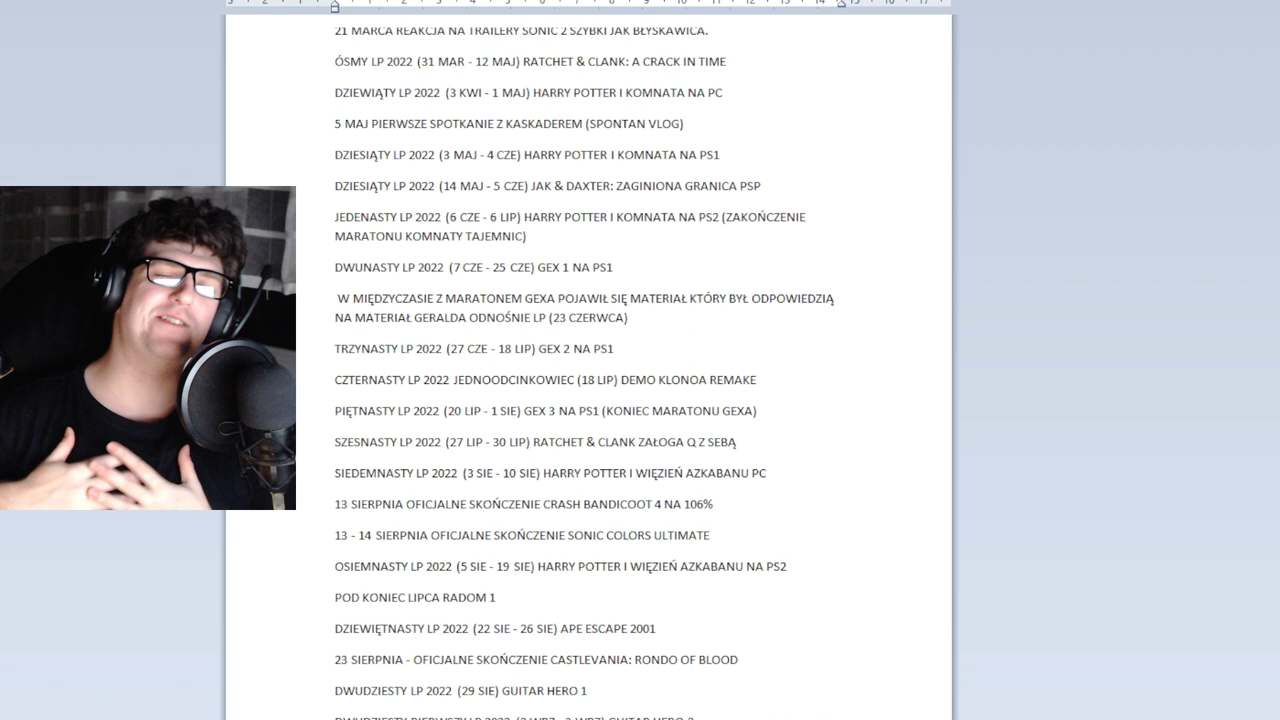 21 MARCA REAKCJA NA TRAILERY SONIC 2 SZYBKI JAK BŁYSKAWICA.
ÓSMY LP 2022 (31 MAR - 12 MAJ) RATCHET & CLANK: A CRACK IN TIME
DZIEWIĄTY LP 2022 (3 KWI - 1 MAJ) HARRY POTTER I KOMNATA NA PC
5 MAJ PIERWSZE SPOTKANIE Z KASKADEREM (SPONTAN VLOG)
DZIESIĄTY LP 2022 (3 MAJ - 4 CZE) HARRY POTTER I KOMNATA NA PS1
DZIESIĄTY LP 2022 (14 MAJ - 5 CZE) JAK & DAXTER: ZAGINIONA GRANICA PSP
JEDENASTY LP 2022 (6 CZE - 6 LIP) HARRY POTTER I KOMNATA NA PS2 (ZAKOŃCZENIE
MARATONU KOMNATY TAJEMNIC)
DWUNASTY LP 2022 (7 CZE - 25 CZE) GEX 1 NA PS1
W MIĘDZYCZASIE Z MARATONEM GEXA POJAWIŁ SIĘ MATERIAŁ KTÓRY BYŁ ODPOWIEDZIĄ
NA MATERIAŁ GERALDA ODNOŚNIE LP (23 CZERWCA)
TRZYNASTY LP 2022 (27 CZE - 18 LIP) GEX 2 NA PS1
CZTERNASTY LP 2022 JEDNOODCINKOWIEC (18 LIP) DEMO KLONOA REMAKE
PIĘTNASTY LP 2022 (20 LIP - 1 SIE) GEX 3 NA PS1 (KONIEC MARATONU GEXA)
SZESNASTY LP 2022 (27 LIP - 30 LIP) RATCHET & CLANK ZAŁOGA Q Z SEBĄ
SIEDEMNASTY LP 2022 (3 SIE - 10 SIE) HARRY POTTER I WIĘZIEŃ AZKABANU PC
13 SIERPNIA OFICJALNE SKOŃCZENIE CRASH BANDICOOT 4 NA 106%
13 - 14 SIERPNIA OFICJALNE SKOŃCZENIE SONIC COLORS ULTIMATE
OSIEMNASTY LP 2022 (5 SIE - 19 SIE) HARRY POTTER I WIĘZIEŃ AZKABANU NA PS2
POD KONIEC LIPCA RADOM 1
DZIEWIĘTNASTY LP 2022 (22 SIE - 26 SIE) APE ESCAPE 2001
23 SIERPNIA - OFICJALNE SKOŃCZENIE CASTLEVANIA: RONDO OF BLOOD
DWUDZIESTY LP 2022 (29 SIE) GUITAR HERO 1